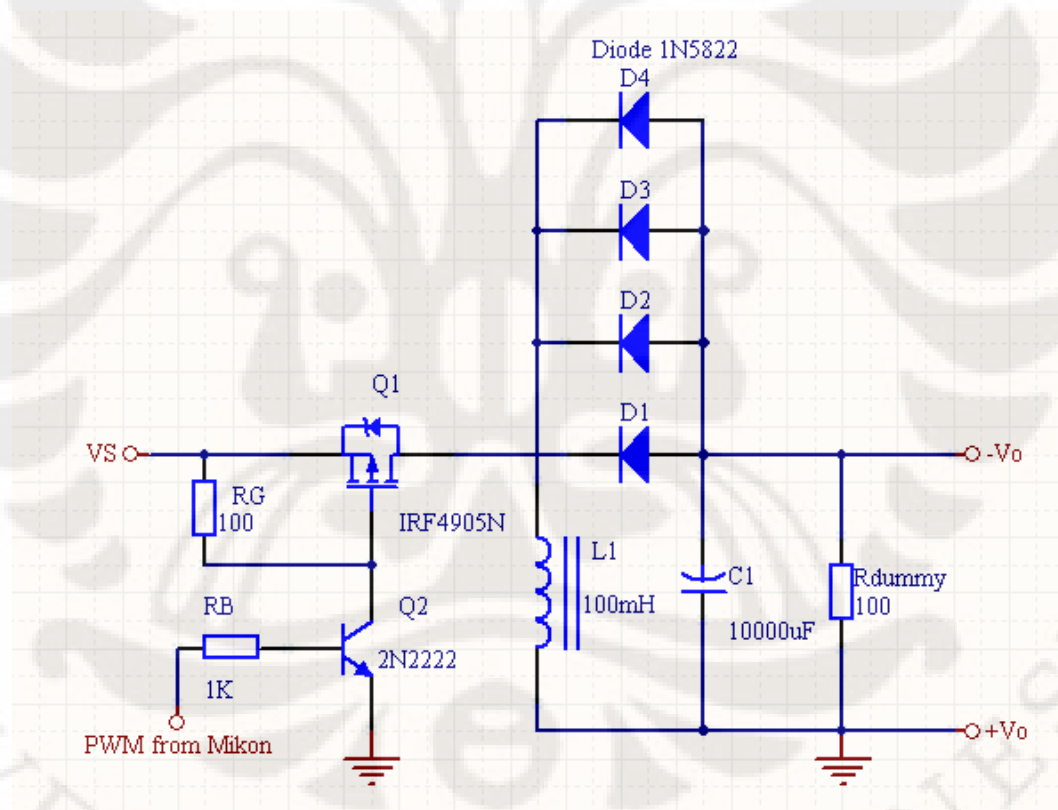 Diode 1N5822
D4
D3
D2
D1
Q1
VS
-Vo
RG
100
IRF4905N
L1
100mH
C1
10000uF
Rdummy
100
RB
1K
Q2
2N2222
PWM from Mikon
+Vo